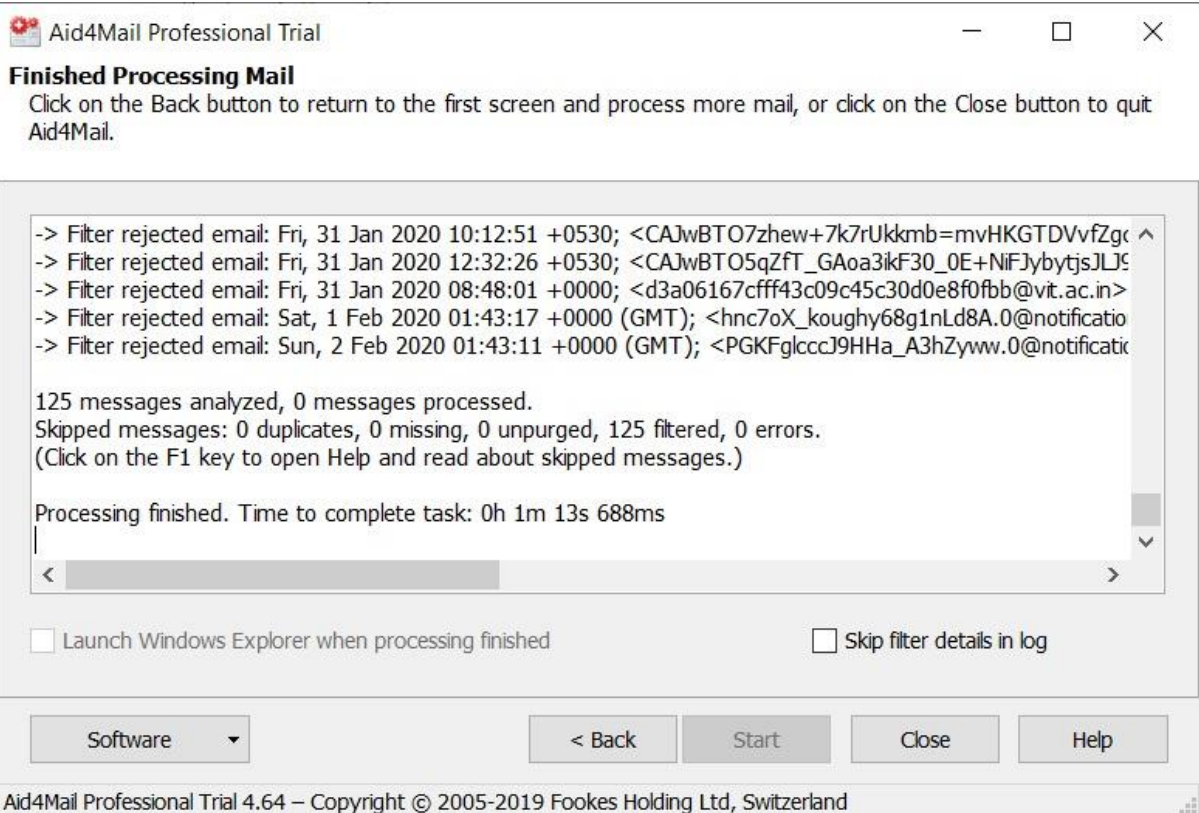 Aid4Mail Professional Trial
Finished Processing Mail
Click on the Back button to return to the first screen and process more mail, or click on the Close button to quit
Aid4Mail.
-> Filter rejected email: Fri, 31 Jan 2020 10:12:51 +0530; <CAJwBTO7zhew+7k7rUkkmb=mvHKGTDVvfZgc
-> Filter rejected email: Fri, 31 Jan 2020 12:32:26 +0530; <CAJwBTO5qZfT_GAoa3ikF30_0E+NiFJybytjsJLJ9
-> Filter rejected email: Fri, 31 Jan 2020 08:48:01 +0000; <d3a06167cfff43c09c45c30d0e8f0fbb@vit.ac.in>
-> Filter rejected email: Sat, 1 Feb 2020 01:43:17 +0000 (GMT); <hnc7oX_koughy68g1nLd8A.0@notificatio
-> Filter rejected email: Sun, 2 Feb 2020 01:43:11 +0000 (GMT); <PGKFglcccJ9HHa_A3hZyww.0@notificatic
125 messages analyzed, 0 messages processed.
Skipped messages: 0 duplicates, 0 missing, 0 unpurged, 125 filtered, 0 errors.
(Click on the F1 key to open Help and read about skipped messages.)
Processing finished. Time to complete task: 0h 1m 13s 688ms
Launch Windows Explorer when processing finished
Skip filter details in log
Software
< Back
Start
Close
Help
Aid4Mail Professional Trial 4.64 – Copyright © 2005-2019 Fookes Holding Ltd, Switzerland